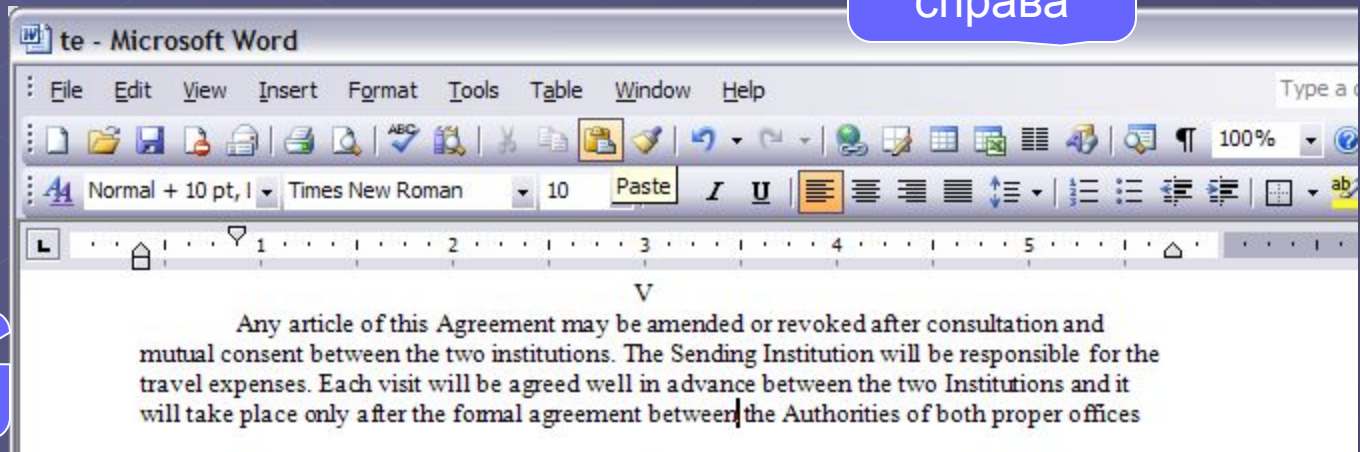 справа
te - Microsoft Word
File Edit View Insert Format Tools Table Window Help Type a
100%
Normal + 10 pt, Times New Roman 10 Paste I U
1 2 3 4 5
V
Any article of this Agreement may be amended or revoked after consultation and
mutual consent between the two institutions. The Sending Institution will be responsible for the
travel expenses. Each visit will be agreed well in advance between the two Institutions and it
will take place only after the formal agreement between the Authorities of both proper offices